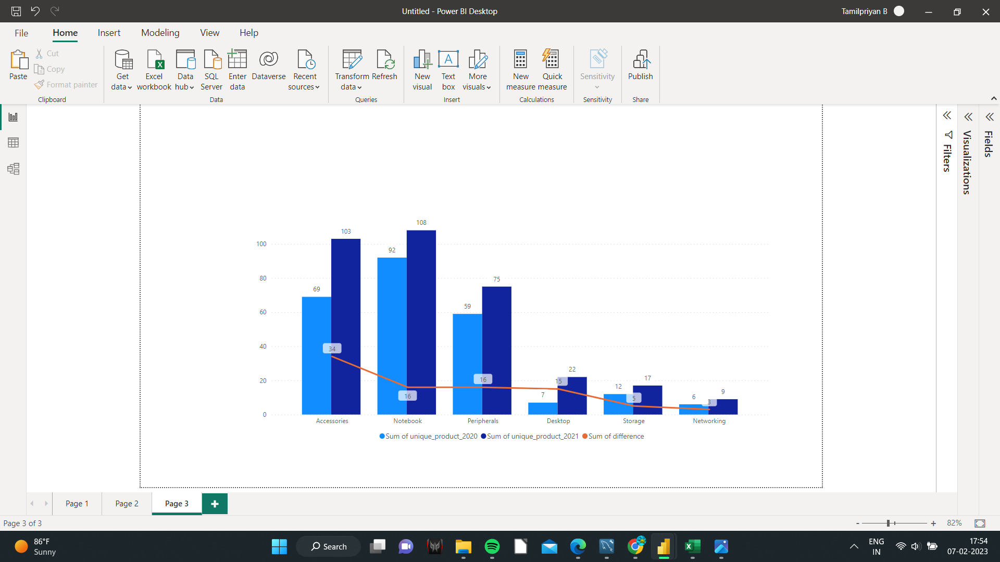 Untitled - Power BI Desktop
Tamilpriyan B
File Home Insert Modeling View Help
Paste
Cut
Copy
Format painter
Clipboard
Get data
Excel workbook
Data hub
SQL Server
Enter data
Dataverse
Recent sources
Data
Transform data
Refresh
Queries
New visual
Text box
More visuals
Insert
New measure
Quick measure
Calculations
Sensitivity
Sensitivity
Publish
Share
Filters
Visualizations
Fields
100
80
60
40
20
0
69
103
92
108
59
75
7
22
12
17
6
9
34
16
16
15
5
3
Accessories Notebook Peripherals Desktop Storage Networking
Sum of unique_product_2020 Sum of unique_product_2021 Sum of difference
Page 1 Page 2 Page 3
Page 3 of 3
- + 82%
86°F
Sunny
Search
ENG
IN
17:54
07-02-2023